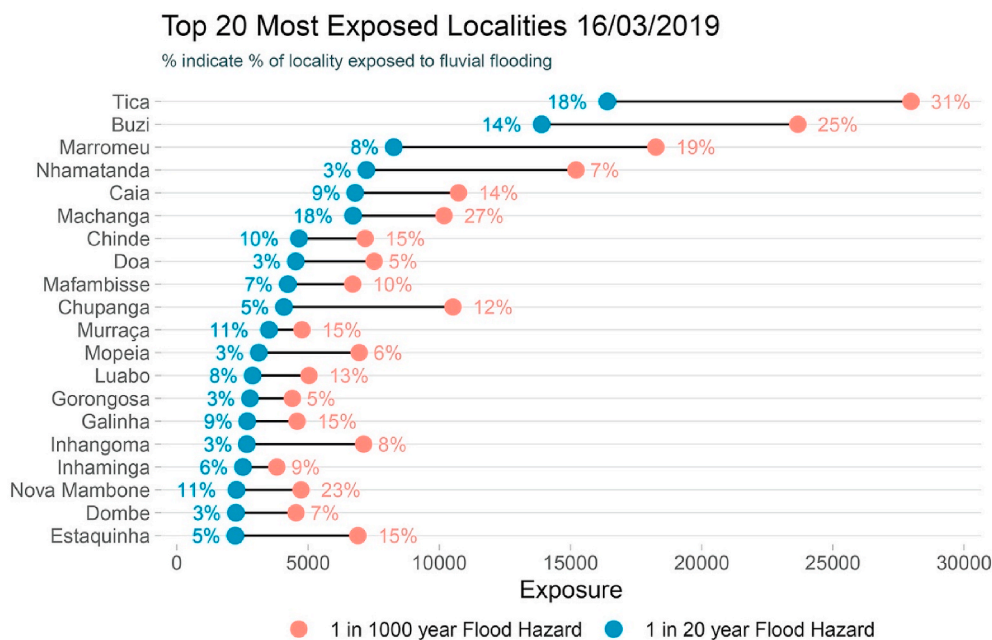 Top 20 Most Exposed Localities 16/03/2019
% indicate % of locality exposed to fluvial flooding
Tica 18% 31%
Buzi 14% 25%
Marromeu 8% 19%
Nhamatanda 3% 7%
Caia 9% 14%
Machanga 18% 27%
Chinde 10% 15%
Doa 3% 5%
Mafambisse 7% 10%
Chupanga 5% 12%
Murraça 11% 15%
Mopeia 3% 6%
Luabo 8% 13%
Gorongosa 3% 5%
Galinha 9% 15%
Inhangoma 3% 8%
Inhaminga 6% 9%
Nova Mambone 11% 23%
Dombe 3% 7%
Estaquinha 5% 15%
0 5000 10000 15000 20000 25000 30000
Exposure
1 in 1000 year Flood Hazard 1 in 20 year Flood Hazard